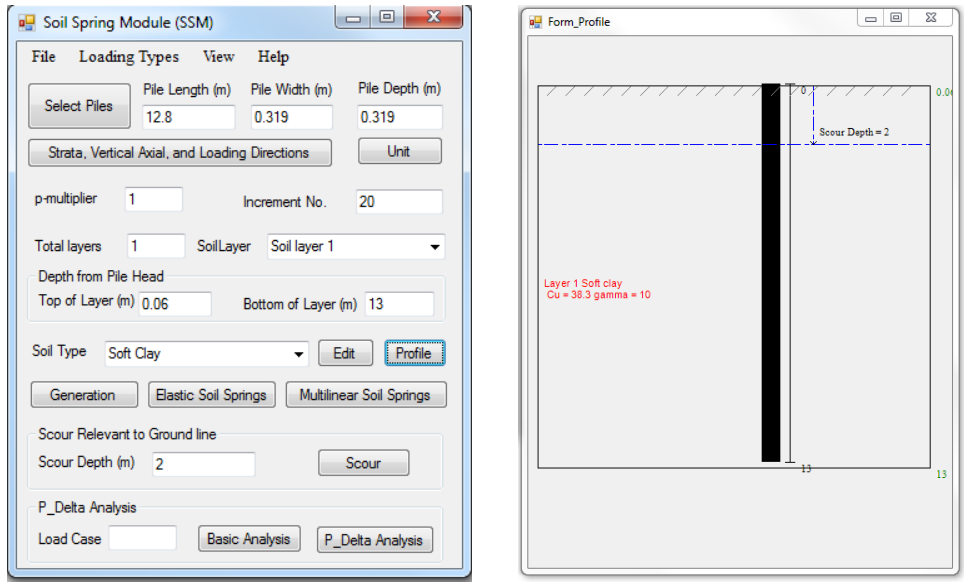 Soil Spring Module (SSM)
File Loading Types View Help
Select Piles
Pile Length (m) Pile Width (m) Pile Depth (m)
12.8 0.319 0.319
Strata, Vertical Axial, and Loading Directions Unit
p-multiplier 1 Increment No. 20
Total layers 1 SoilLayer Soil layer 1
Depth from Pile Head
Top of Layer (m) 0.06 Bottom of Layer (m) 13
Soil Type Soft Clay Edit Profile
Generation Elastic Soil Springs Multilinear Soil Springs
Scour Relevant to Ground line
Scour Depth (m) 2 Scour
P_Delta Analysis
Load Case Basic Analysis P_Delta Analysis
Form_Profile
0 0.0
Scour Depth = 2
Layer 1 Soft clay
Cu = 38.3 gamma = 10
13
13